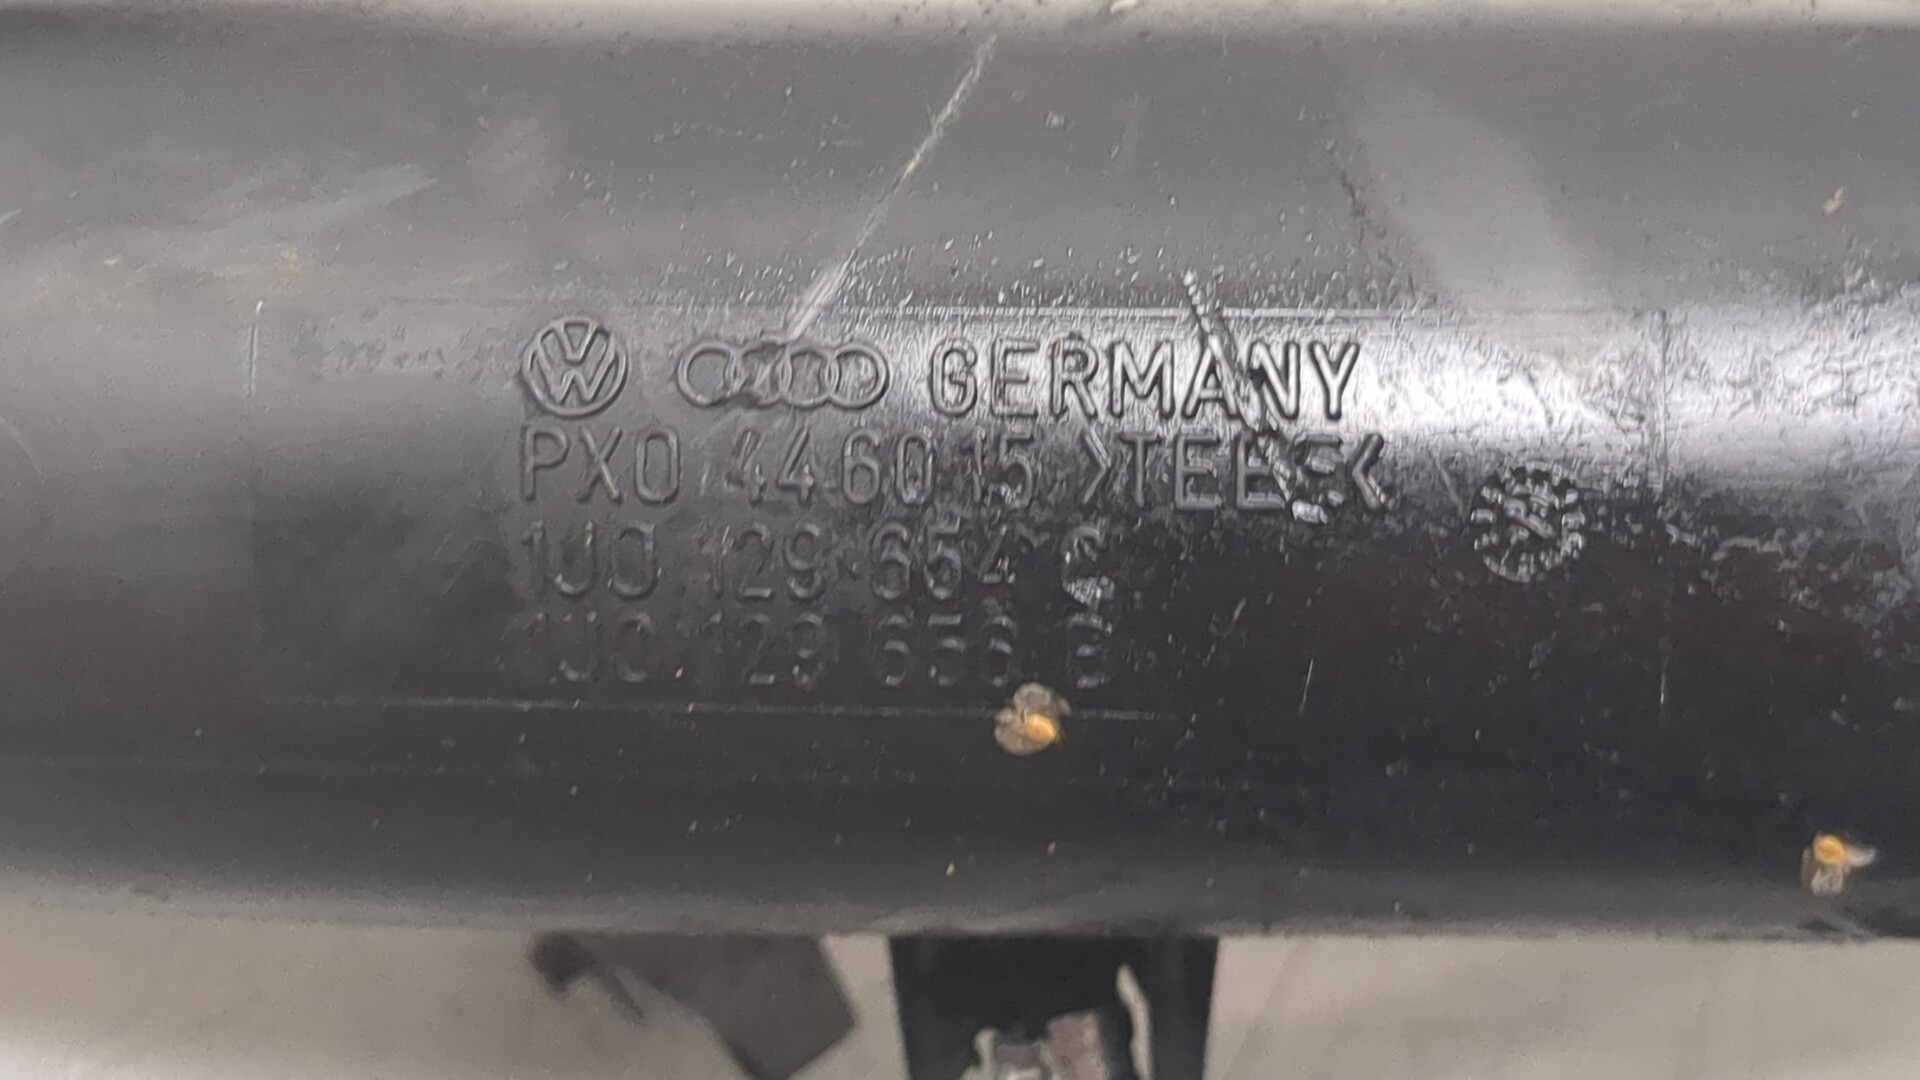 GERMANY
PX0 446015 >TEEE<
1J0 129 654 C
1J0 129 656